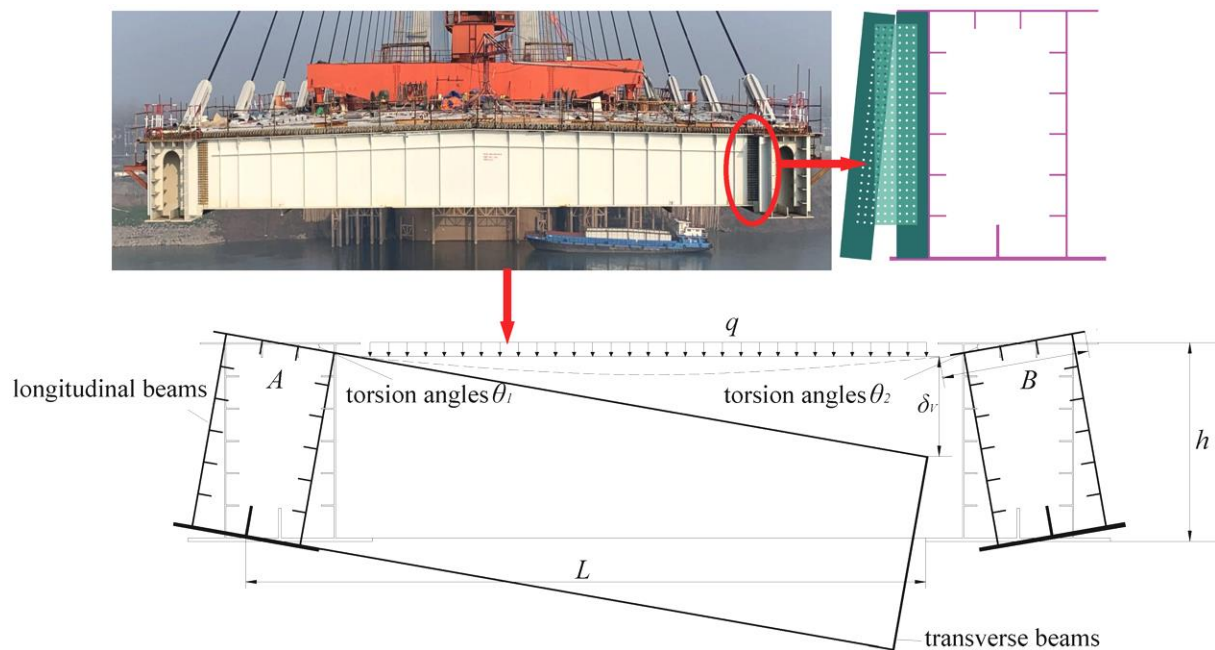 q
A
B
longitudinal beams
torsion angles θ1
torsion angles θ2
δV
h
L
transverse beams